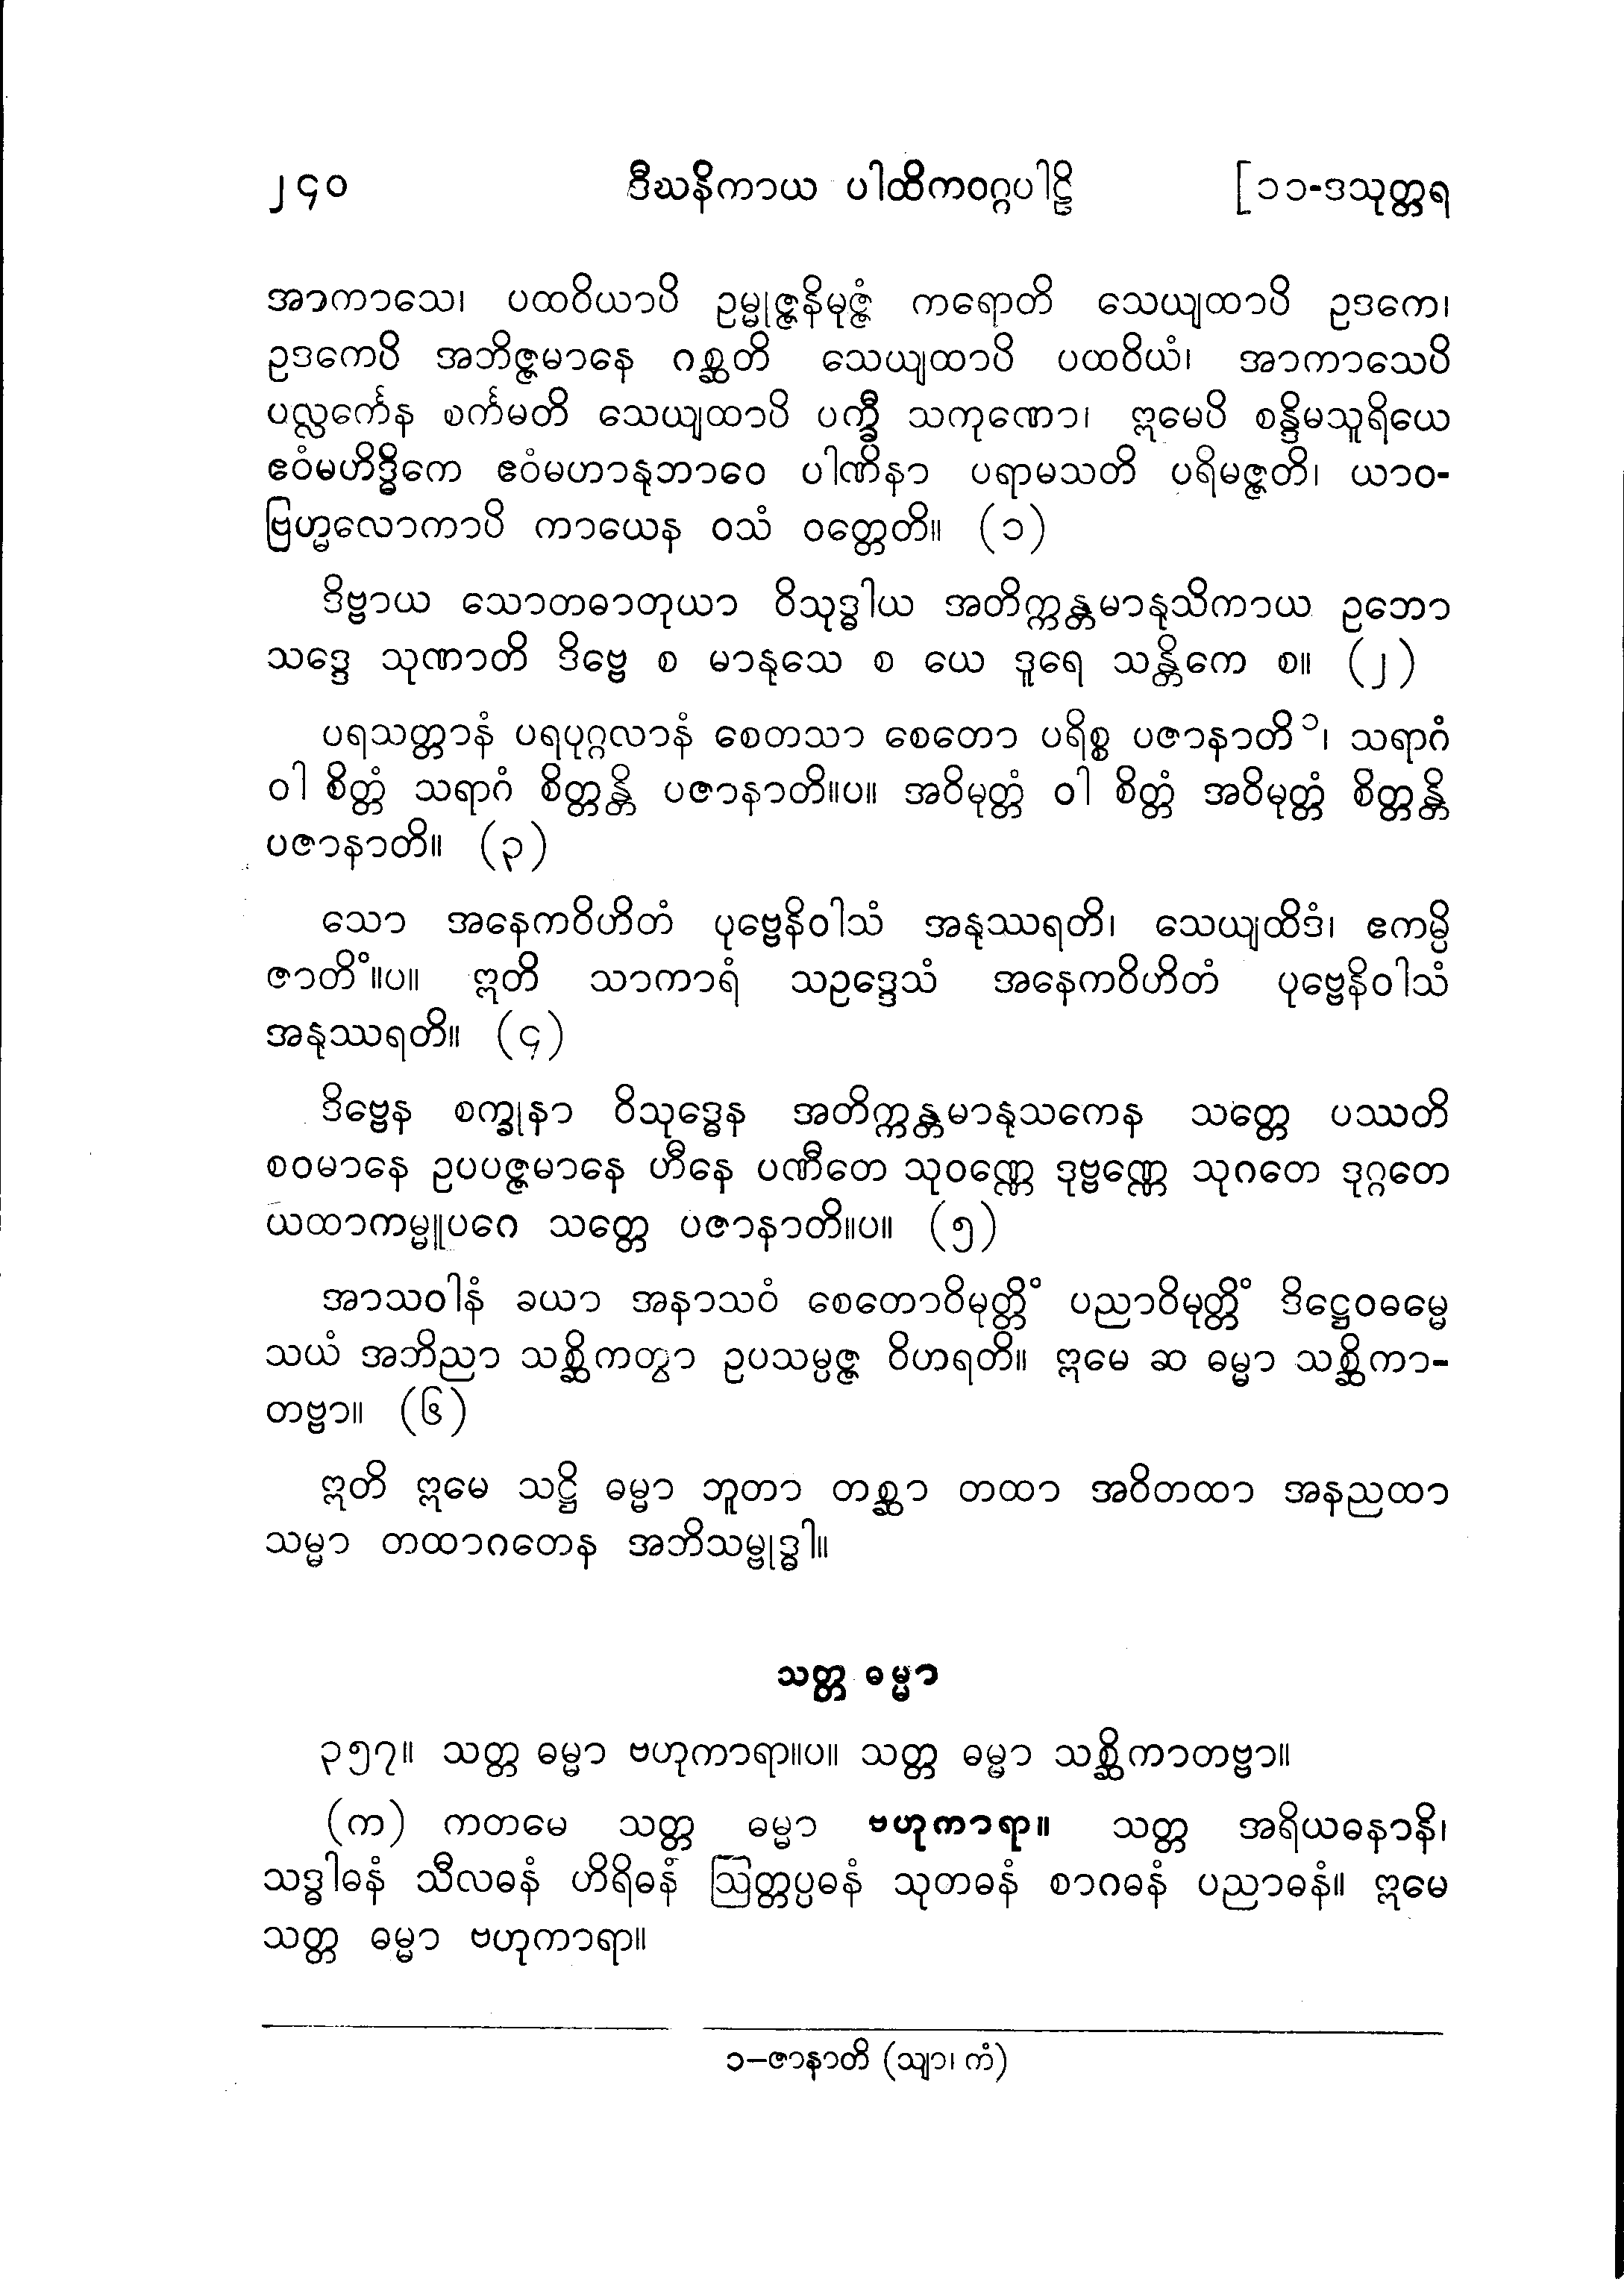 ၂၄၀ ဒီဃနိကာယ ပါထိကဝဂ္ဂပါဠိ [၁၁-ဒသုတ္တရ
အာကာသေ၊ ပထဝိယာပိ ဥမ္မုဇ္ဇနိမုဇ္ဇံ ကရောတိ သေယျထာပိ ဥဒကေ၊
ဥဒကေပိ အဘိဇ္ဇမာနေ ဂစ္ဆတိ သေယျထာပိ ပထဝိယံ၊ အာကာသေပိ
ပလ္လင်္ကေန စင်္ကမတိ သေယျထာပိ ပက္ခီ သကုဏော၊ ဣမေပိ စန္ဒိမသူရိယေ
ဧဝံမဟိဒ္ဓိကေ ဧဝံမဟာနုဘာဝေ ပါဏိနာ ပရာမသတိ ပရိမဇ္ဇတိ၊ ယာဝ-
ဗြဟ္မလောကာပိ ကာယေန ဝသံ ဝတ္တေတိ။ (၁)
ဒိဗ္ဗာယ သောတဓာတုယာ ဝိသုဒ္ဓါယ အတိက္ကန္တမာနုသိကာယ ဥဘော
သဒ္ဒေ သုဏာတိ ဒိဗ္ဗေ စ မာနုသေ စ ယေ ဒူရေ သန္တိကေ စ။ (၂)
ပရသတ္တာနံ ပရပုဂ္ဂလာနံ စေတသာ စေတော ပရိစ္စ ပဇာနာတိ၁၊ သရာဂံ
ဝါ စိတ္တံ သရာဂံ စိတ္တန္တိ ပဇာနာတိ။ပ။ အဝိမုတ္တံ ဝါ စိတ္တံ အဝိမုတ္တံ စိတ္တန္တိ
ပဇာနာတိ။ (၃)
သော အနေကဝိဟိတံ ပုဗ္ဗေနိဝါသံ အနုဿရတိ၊ သေယျထိဒံ၊ ဧကမ္ပိ
ဇာတိံ။ပ။ ဣတိ သာကာရံ သဥဒ္ဒေသံ အနေကဝိဟိတံ ပုဗ္ဗေနိဝါသံ
အနုဿရတိ။ (၄)
ဒိဗ္ဗေန စက္ခုနာ ဝိသုဒ္ဓေန အတိက္ကန္တမာနုသကေန သတ္တေ ပဿတိ
စဝမာနေ ဥပပဇ္ဇမာနေ ဟီနေ ပဏီတေ သုဝဏ္ဏေ ဒုဗ္ဗဏ္ဏေ သုဂတေ ဒုဂ္ဂတေ
ယထာကမ္မူပဂေ သတ္တေ ပဇာနာတိ။ပ။ (၅)
အာသဝါနံ ခယာ အနာသဝံ စေတောဝိမုတ္တိံ ပညာဝိမုတ္တိံ ဒိဋ္ဌေဝဓမ္မေ
သယံ အဘိညာ သစ္ဆိကတွာ ဥပသမ္ပဇ္ဇ ဝိဟရတိ။ ဣမေ ဆ ဓမ္မာ သစ္ဆိကာ-
တဗ္ဗာ။ (၆)
ဣတိ ဣမေ သဋ္ဌိ ဓမ္မာ ဘူတာ တစ္ဆာ တထာ အဝိတထာ အနညထာ
သမ္မာ တထာဂတေန အဘိသမ္ဗုဒ္ဓါ။
သတ္တ ဓမ္မာ
၃၅၇။ သတ္တ ဓမ္မာ ဗဟုကာရာ။ပ။ သတ္တ ဓမ္မာ သစ္ဆိကာတဗ္ဗာ။
(က) ကတမေ သတ္တ ဓမ္မာ ဗဟုကာရာ။ သတ္တ အရိယဓနာနိ၊
သဒ္ဓါဓနံ သီလဓနံ ဟိရိဓနံ ဩတ္တပ္ပဓနံ သုတဓနံ စာဂဓနံ ပညာဓနံ။ ဣမေ
သတ္တ ဓမ္မာ ဗဟုကာရာ။
၁–ဇာနာတိ (သျာ၊ ကံ)